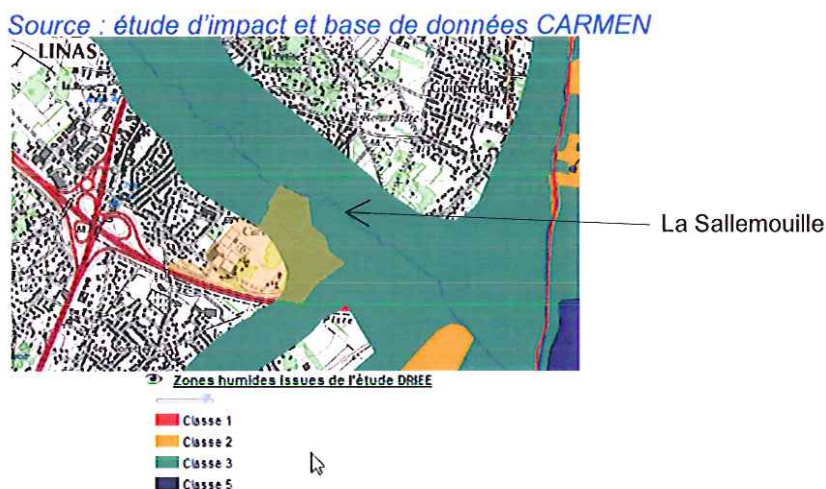 Source : étude d'impact et base de données CARMEN
LINAS
Guiperreux
La Sallemouille
Zones humides issues de l'étude DRIEE
Classe 1
Classe 2
Classe 3
Classe 5